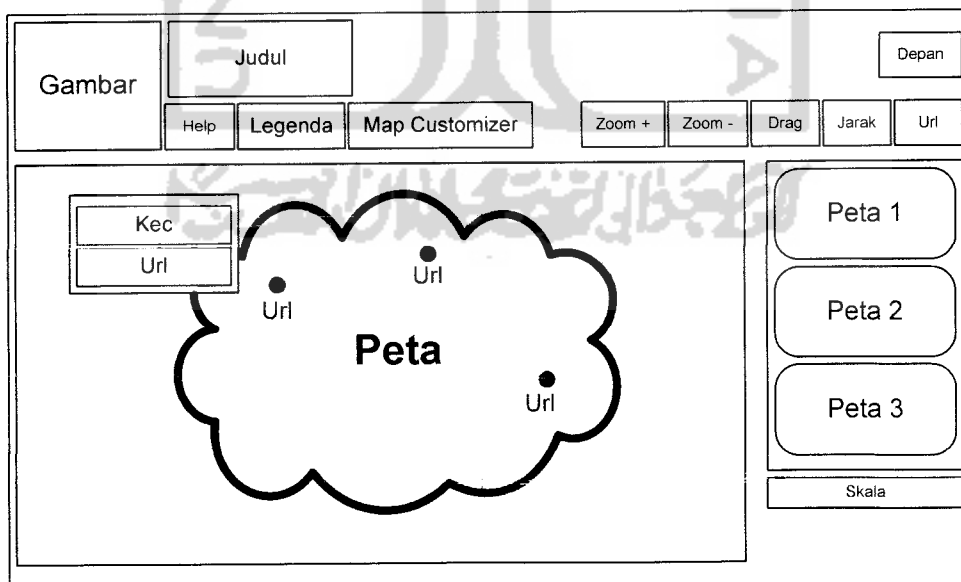 Gambar
Judul
Depan
Help
Legenda
Map Customizer
Zoom +
Zoom -
Drag
Jarak
Url
Kec
Url
Url
Url
Peta
Url
Peta 1
Peta 2
Peta 3
Skala